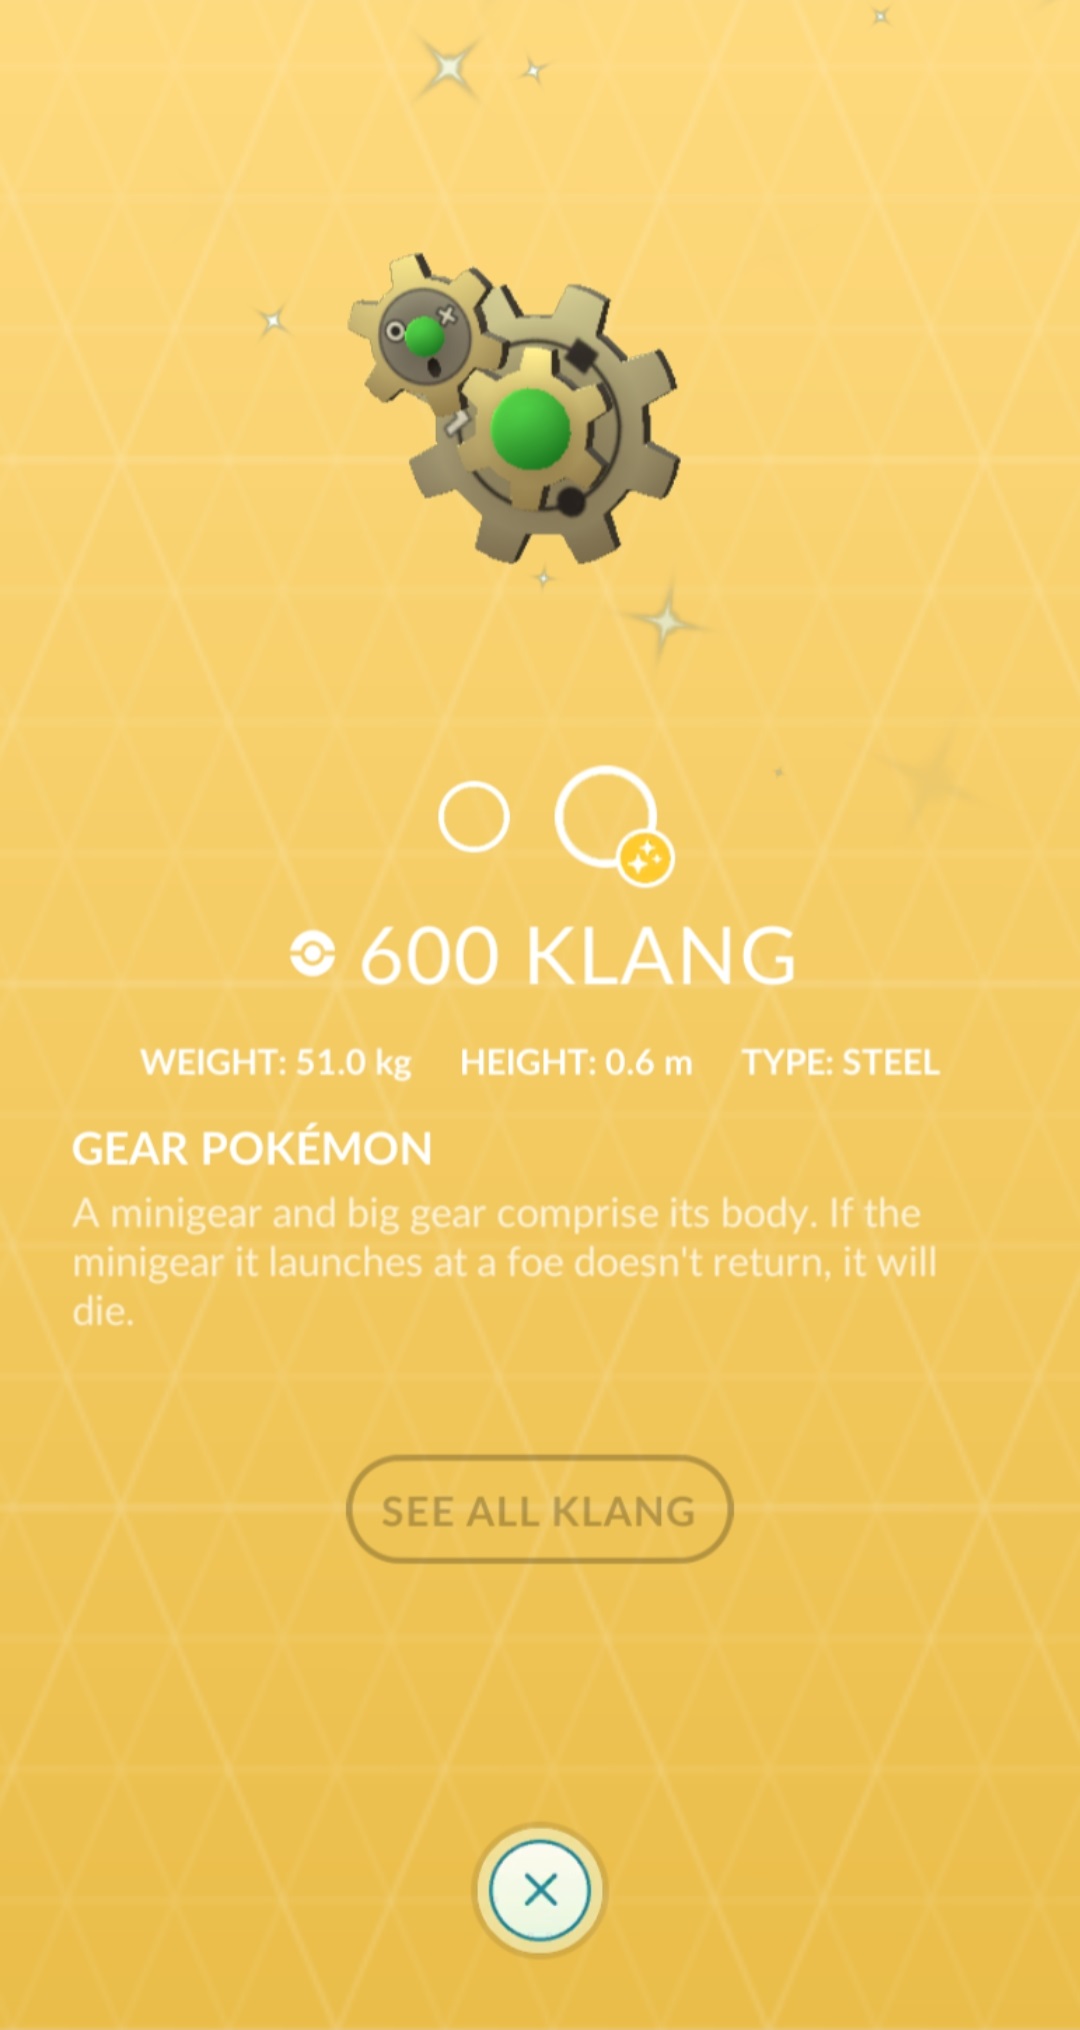 600 KLANG
WEIGHT: 51.0 kg HEIGHT: 0.6 m TYPE: STEEL
GEAR POKÉMON
A minigear and big gear comprise its body. If the
minigear it launches at a foe doesn't return, it will
die.
SEE ALL KLANG